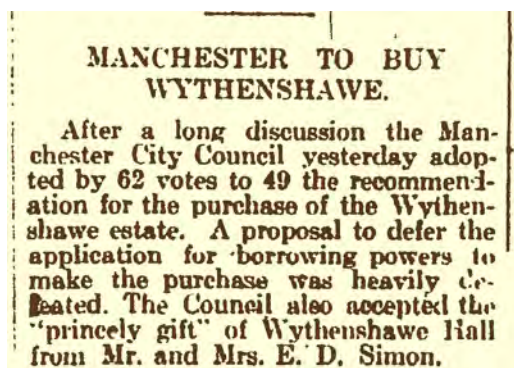 MANCHESTER TO BUY
WYTHENSHAWE.
After a long discussion the Man-
chester City Council yesterday adop-
ted by 62 votes to 49 the recommend-
ation for the purchase of the Wythen-
shawe estate. A proposal to defer the
application for borrowing powers to
make the purchase was heavily de-
feated. The Council also accepted the
"princely gift" of Wythenshawe Hall
from Mr. and Mrs. E. D. Simon.